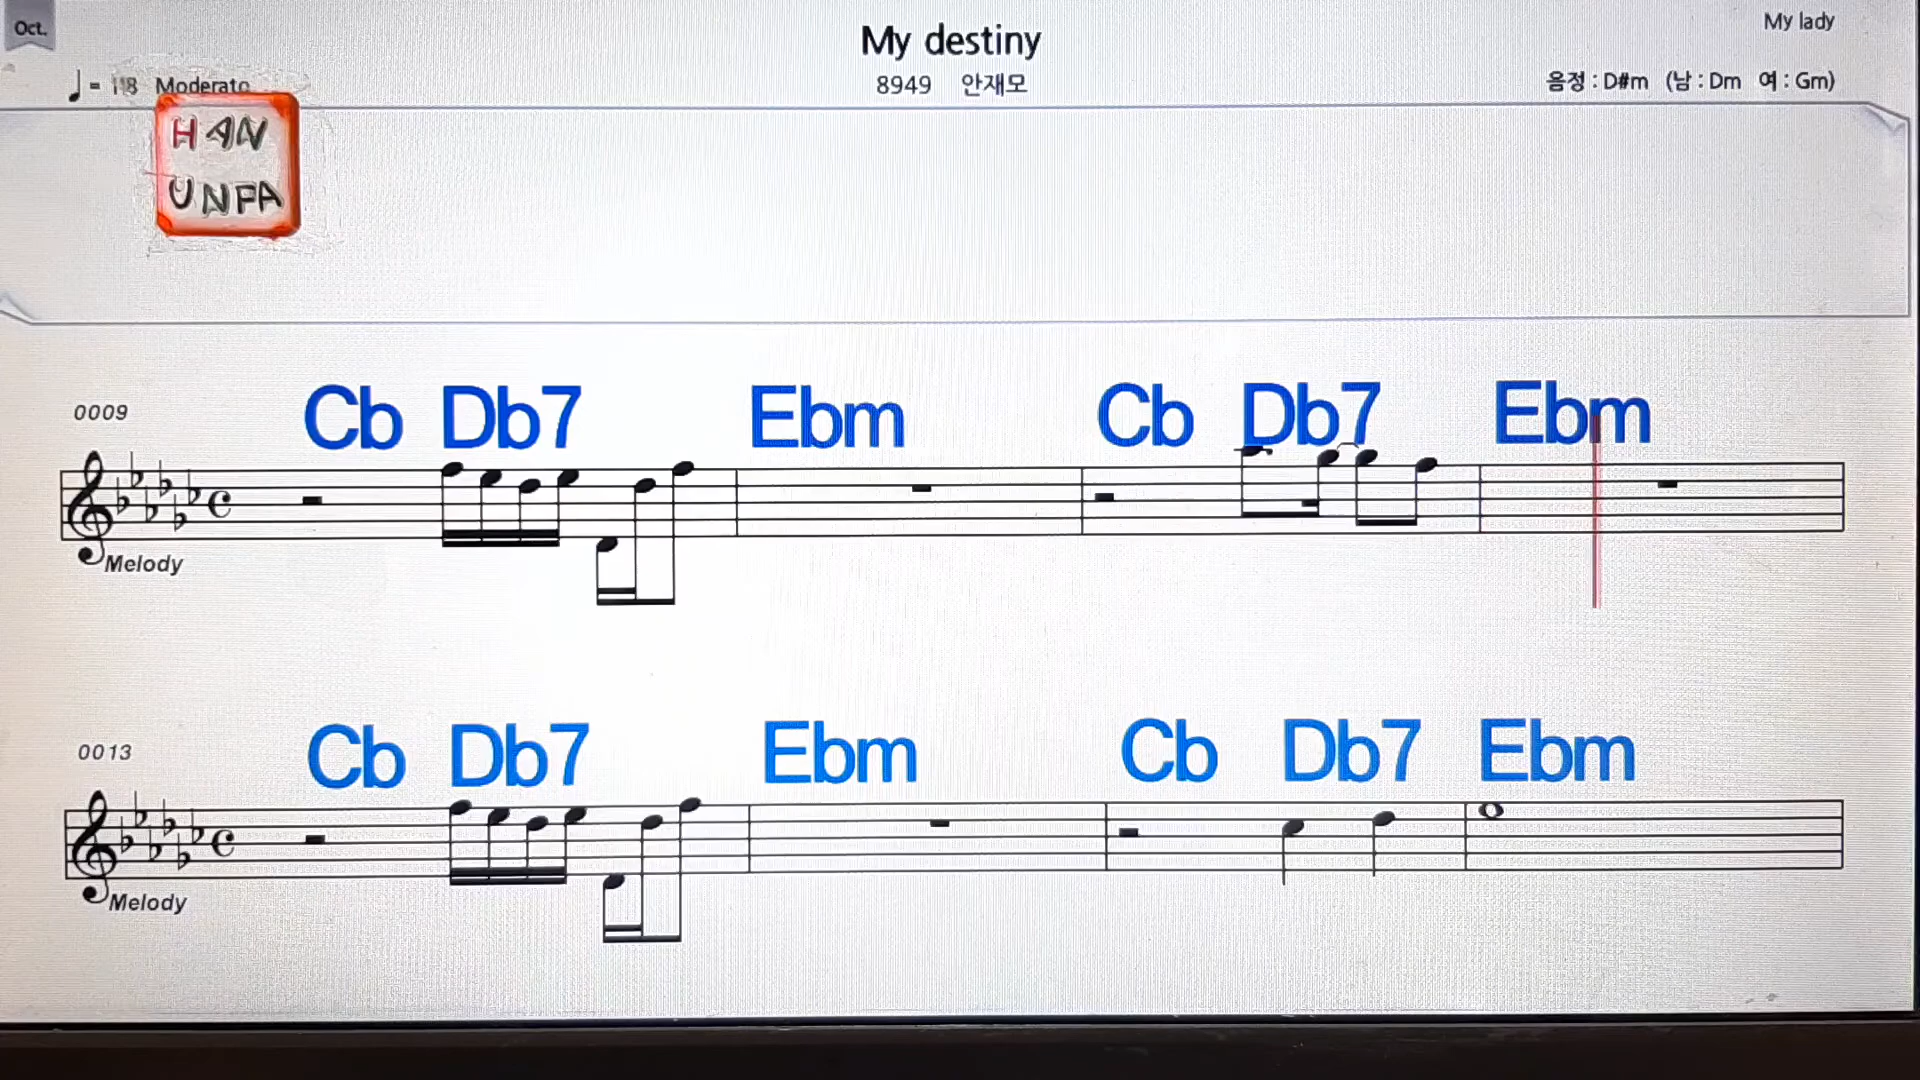 Oct.
My destiny
My lady
= 118 Moderato
8949 안재모
음정 : D#m (남 : Dm 여 : Gm)
HAN
UNPA
Cb Db7 Ebm Cb Db7 Ebm
0009
Melody
Cb Db7 Ebm Cb Db7 Ebm
0013
Melody